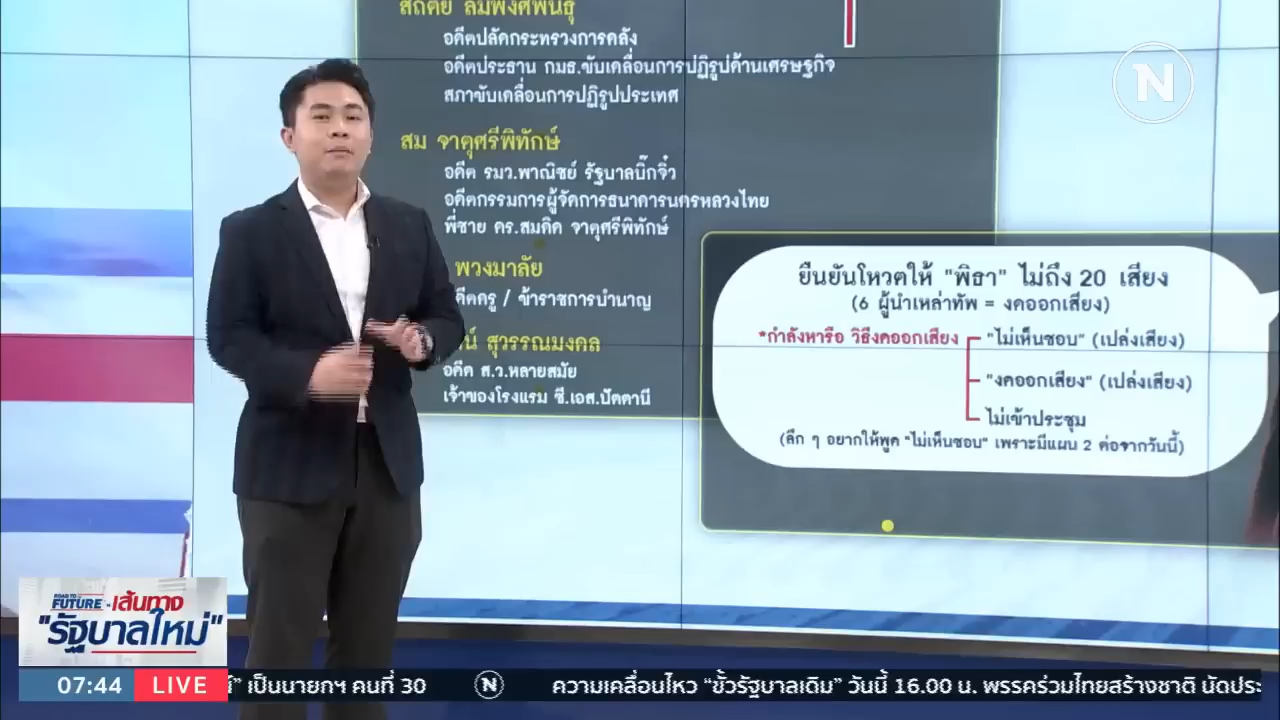 สถิตย์ ลิ่มพงศ์พันธุ์
อดีตปลัดกระทรวงการคลัง
อดีตประธาน กมธ.ขับเคลื่อนการปฏิรูปด้านเศรษฐกิจ
สภาขับเคลื่อนการปฏิรูปประเทศ
สม จาตุศรีพิทักษ์
อดีต รมว.พาณิชย์ รัฐบาลบิ๊กจิ๋ว
อดีตกรรมการผู้จัดการธนาคารนครหลวงไทย
พี่ชาย ดร.สมคิด จาตุศรีพิทักษ์
พวงมาลัย
ดีตครู / ข้าราชการบำนาญ
น์ สุวรรณมงคล
อดีต ส.ว.หลายสมัย
เจ้าของโรงแรม ซี.เอส.ปัตตานี
ยืนยันโหวตให้ "พิธา" ไม่ถึง 20 เสียง
(6 ผู้นำเหล่าทัพ = งดออกเสียง)
*กำลังหารือ วิธีงดออกเสียง
"ไม่เห็นชอบ" (เปล่งเสียง)
"งดออกเสียง" (เปล่งเสียง)
ไม่เข้าประชุม
(ลึก ๆ อยากให้พูด "ไม่เห็นชอบ" เพราะมีแผน 2 ต่อจากวันนี้)
N
ROAD TO FUTURE เส้นทาง
"รัฐบาลใหม่"
07:44 LIVE ์” เป็นนายกฯ คนที่ 30 N ความเคลื่อนไหว “ขั้วรัฐบาลเดิม” วันนี้ 16.00 น. พรรคร่วมไทยสร้างชาติ นัดประ